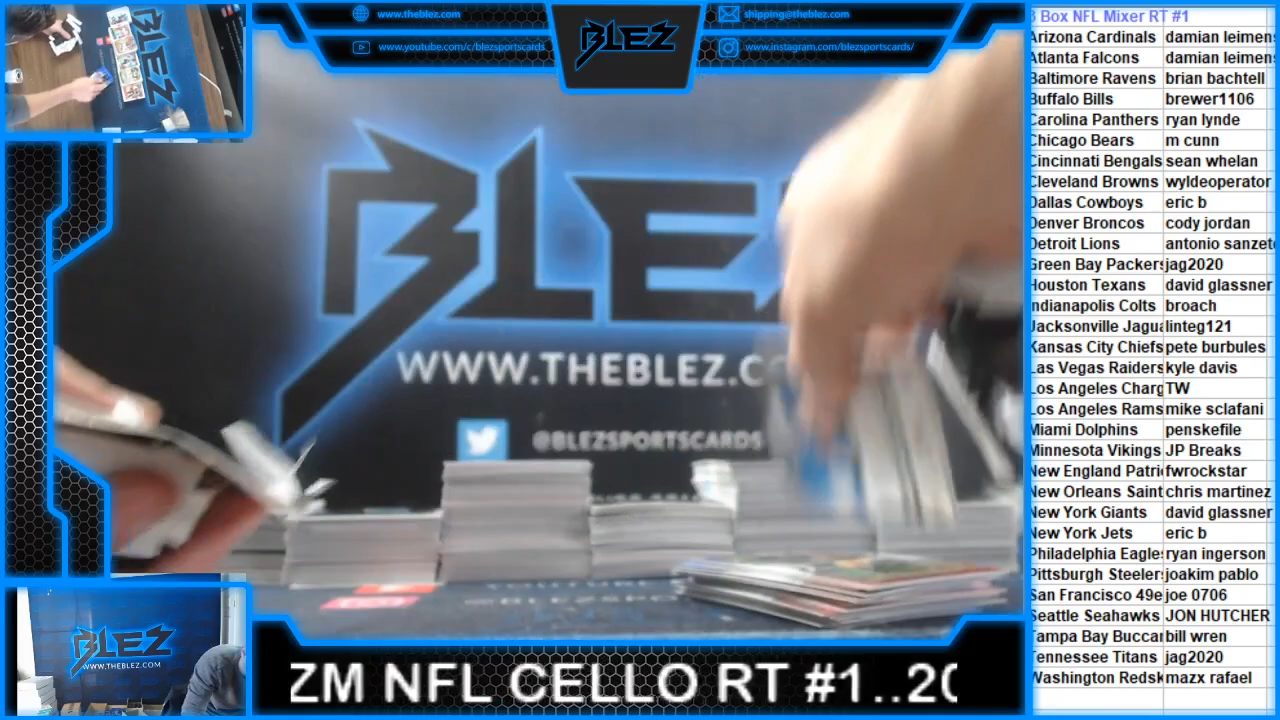 www.theblez.com
shipping@theblez.com
www.youtube.com/c/blezsportscards
www.instagram.com/blezsportscards/
BLEZ
BLEZ
BLE
WWW.THEBLEZ.CO
@BLEZSPORTSCARDS
BLEZ
WWW.THEBLEZ.COM
ZM NFL CELLO RT #1..20
3 Box NFL Mixer RT #1
Arizona Cardinals damian leimens
Atlanta Falcons damian leimens
Baltimore Ravens brian bachtell
Buffalo Bills brewer1106
Carolina Panthers ryan lynde
Chicago Bears m cunn
Cincinnati Bengals sean whelan
Cleveland Browns wyldeoperator
Dallas Cowboys eric b
Denver Broncos cody jordan
Detroit Lions antonio sanzet
Green Bay Packers jag2020
Houston Texans david glassner
Indianapolis Colts broach
Jacksonville Jagua linteg121
Kansas City Chiefs pete burbules
Las Vegas Raiders kyle davis
Los Angeles Charg TW
Los Angeles Rams mike sclafani
Miami Dolphins penskefile
Minnesota Vikings JP Breaks
New England Patri fwrockstar
New Orleans Saint chris martinez
New York Giants david glassner
New York Jets eric b
Philadelphia Eagle ryan ingerson
Pittsburgh Steeler joakim pablo
San Francisco 49e joe 0706
Seattle Seahawks JON HUTCHER
Tampa Bay Buccar bill wren
Tennessee Titans jag2020
Washington Redsk mazx rafael